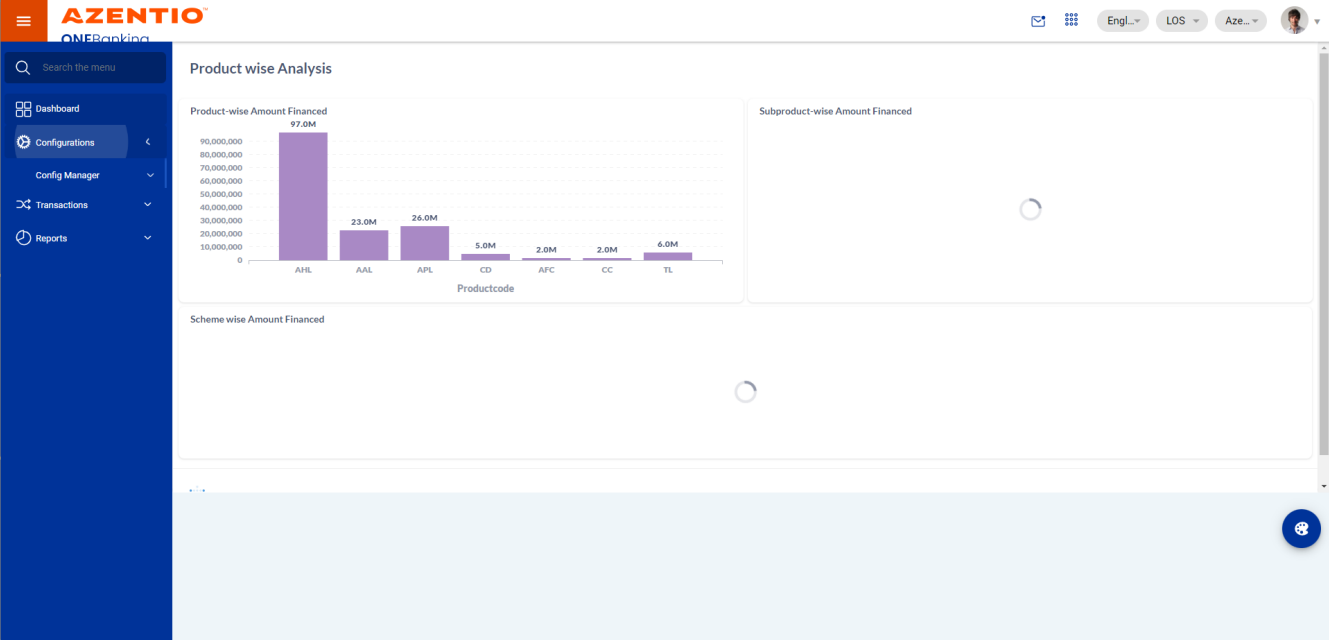 AZENTIO™
ONEBanking
Engl...
LOS
Aze...
Search the menu
Dashboard
Configurations
Config Manager
Transactions
Reports
Product wise Analysis
Product-wise Amount Financed
97.0M
90,000,000
80,000,000
70,000,000
60,000,000
50,000,000
40,000,000
30,000,000
20,000,000
10,000,000
0
23.0M
26.0M
5.0M
2.0M
2.0M
6.0M
AHL AAL APL CD AFC CC TL
Productcode
Subproduct-wise Amount Financed
Scheme wise Amount Financed